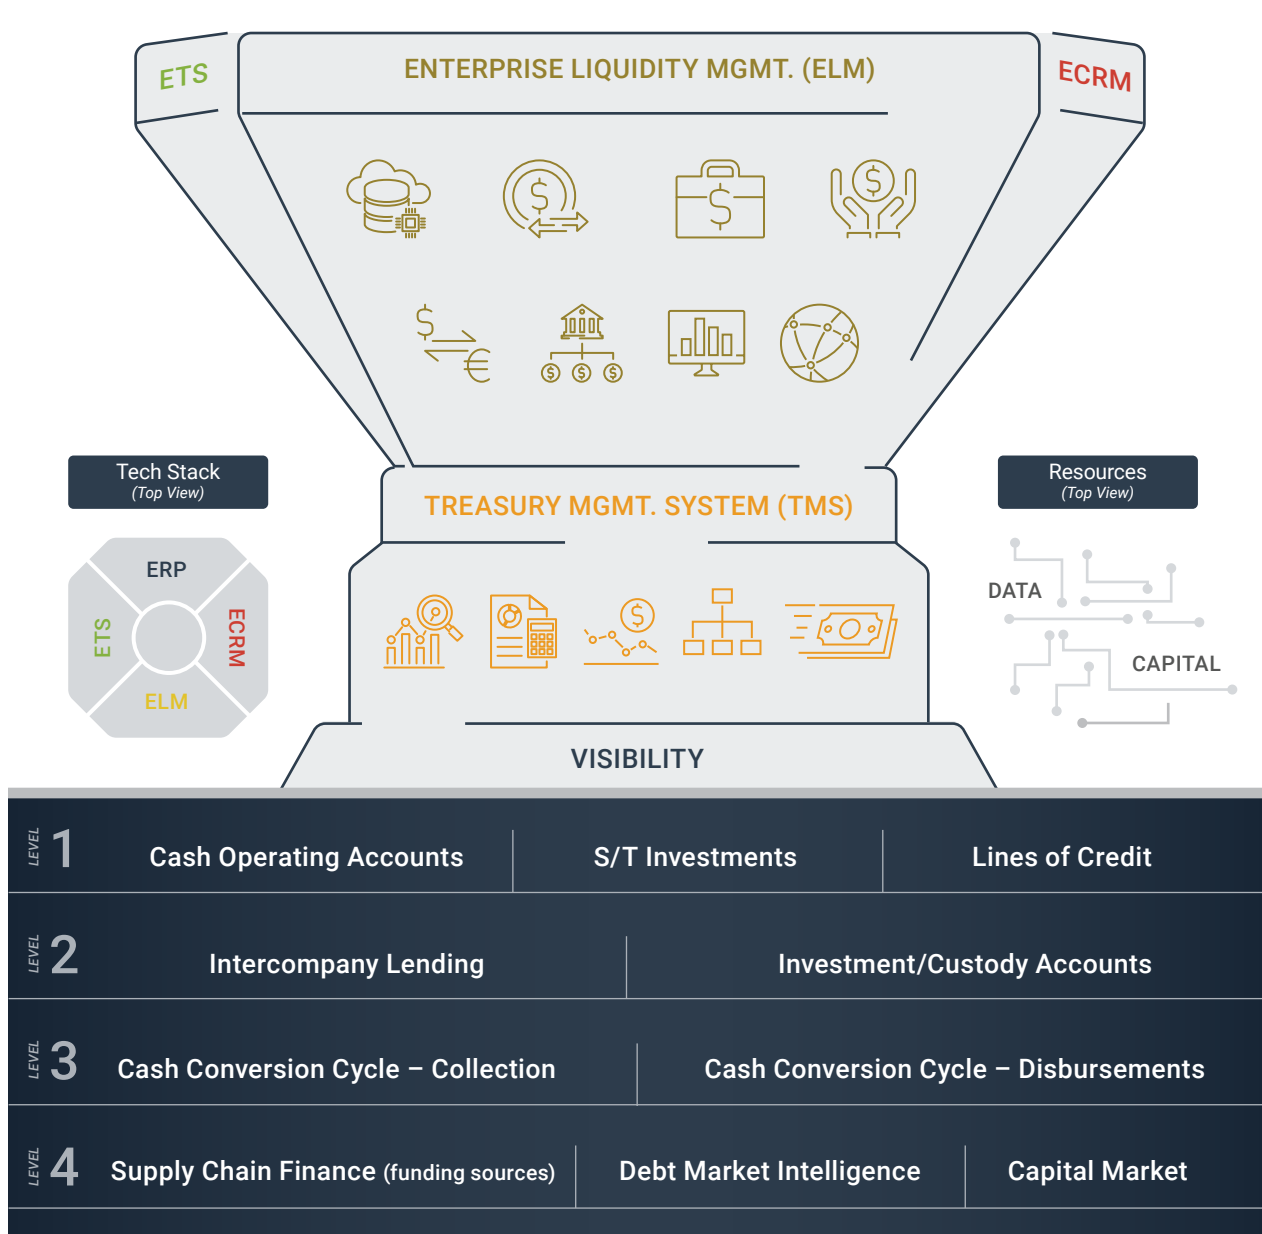 ETS
ENTERPRISE LIQUIDITY MGMT. (ELM)
ECRM
$
$
$
$
$
€
$ $ $
Tech Stack
(Top View)
Resources
(Top View)
TREASURY MGMT. SYSTEM (TMS)
$
ERP
ETS
ECRM
ELM
DATA
CAPITAL
VISIBILITY
LEVEL 1
Cash Operating Accounts
S/T Investments
Lines of Credit
LEVEL 2
Intercompany Lending
Investment/Custody Accounts
LEVEL 3
Cash Conversion Cycle – Collection
Cash Conversion Cycle – Disbursements
LEVEL 4
Supply Chain Finance (funding sources)
Debt Market Intelligence
Capital Market